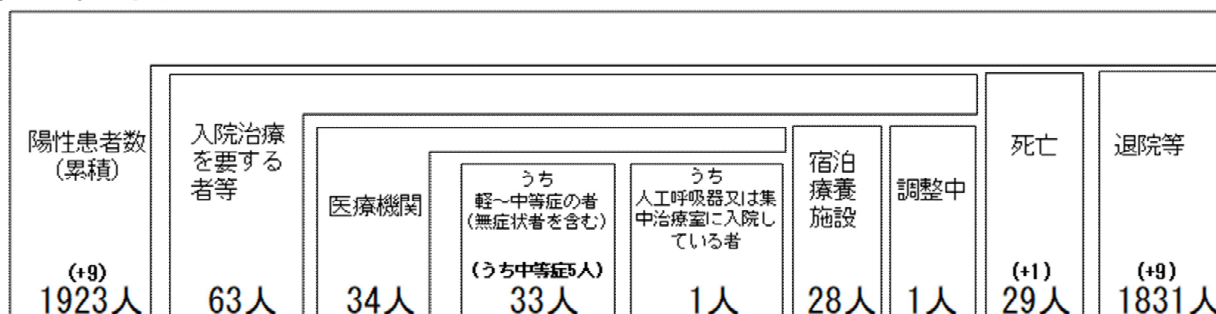 陽性患者数
(累積)
(+9)
1923人
入院治療
を要する
者等
63人
医療機関
34人
うち
軽～中等症の者
(無症状者を含む)
(うち中等症5人)
33人
うち
人工呼吸器又は集
中治療室に入院し
ている者
1人
宿泊
療養
施設
28人
調整中
1人
死亡
(+1)
29人
退院等
(+9)
1831人